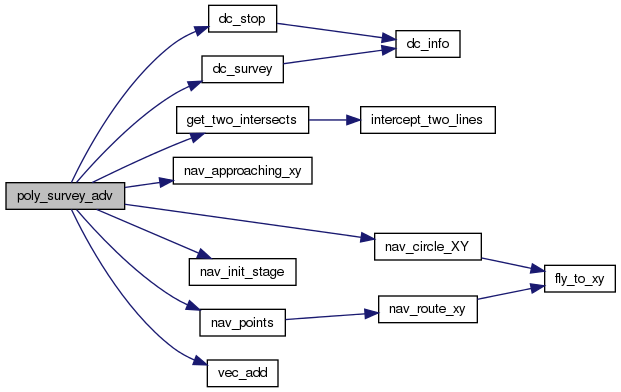 dc_stop
dc_info
dc_survey
get_two_intersects
intercept_two_lines
nav_approaching_xy
poly_survey_adv
nav_circle_XY
nav_init_stage
fly_to_xy
nav_points
nav_route_xy
vec_add